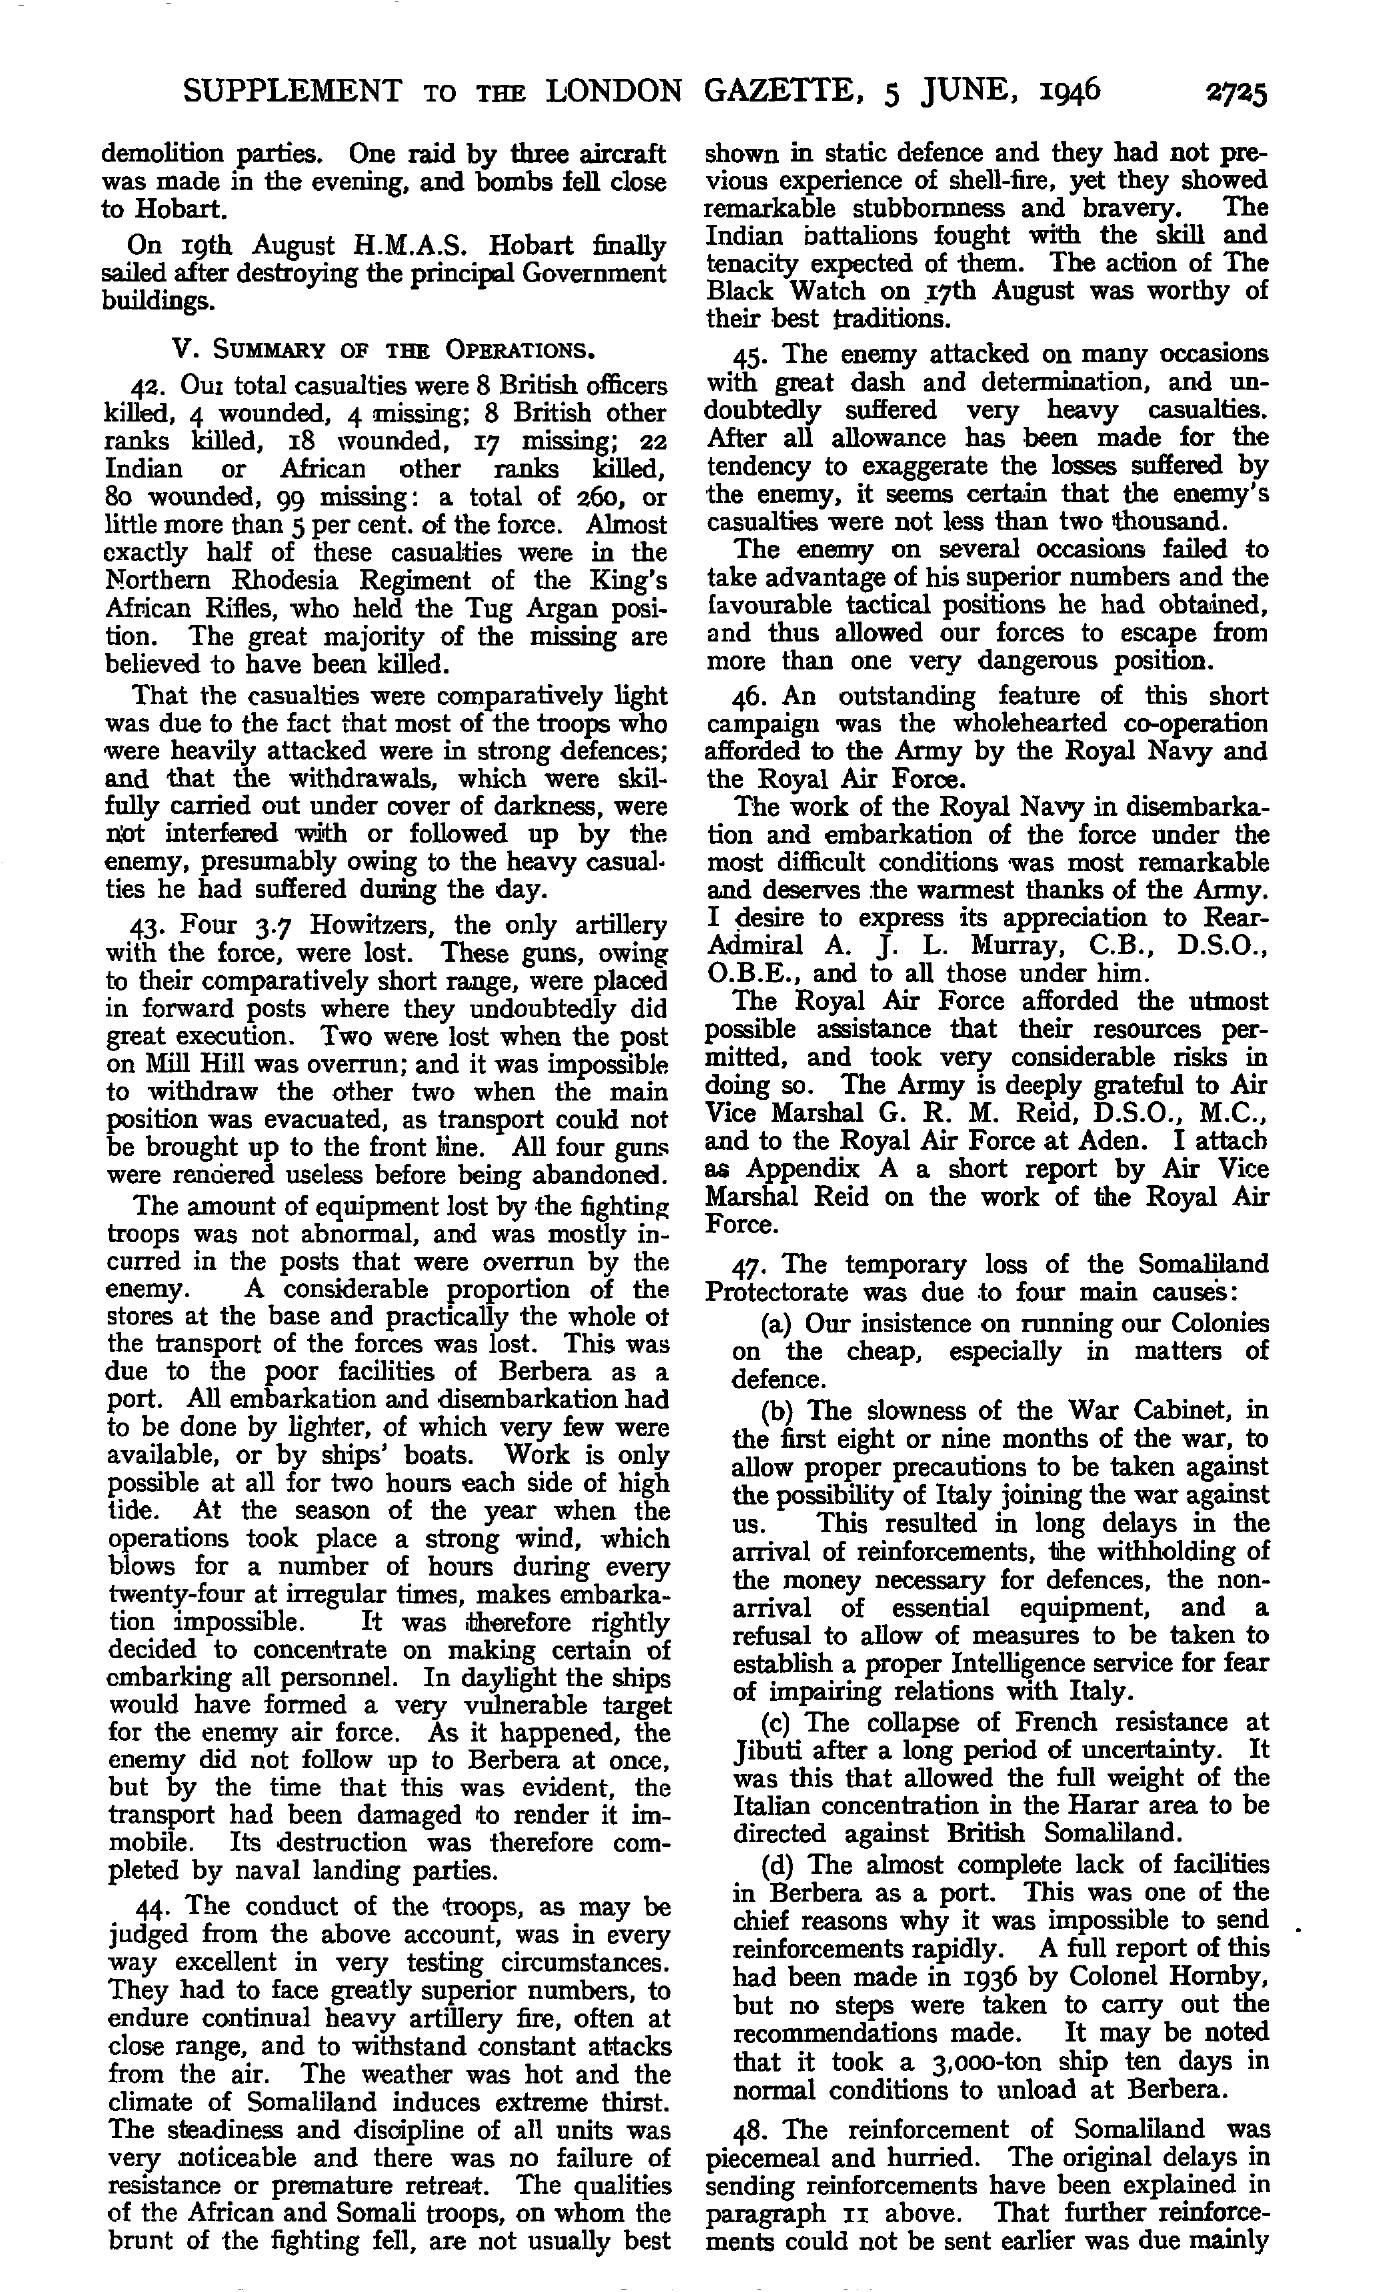 SUPPLEMENT TO THE LONDON GAZETTE, 5 JUNE, 1946 2725
demolition parties. One raid by three aircraft
was made in the evening, and bombs fell close
to Hobart.
On 19th August H.M.A.S. Hobart finally
sailed after destroying the principal Government
buildings.
V. SUMMARY OF THE OPERATIONS.
42. Our total casualties were 8 British officers
killed, 4 wounded, 4 missing; 8 British other
ranks killed, 18 wounded, 17 missing; 22
Indian or African other ranks killed,
80 wounded, 99 missing: a total of 260, or
little more than 5 per cent. of the force. Almost
exactly half of these casualties were in the
Northern Rhodesia Regiment of the King's
African Rifles, who held the Tug Argan posi-
tion. The great majority of the missing are
believed to have been killed.
That the casualties were comparatively light
was due to the fact that most of the troops who
were heavily attacked were in strong defences;
and that the withdrawals, which were skil-
fully carried out under cover of darkness, were
not interfered with or followed up by the
enemy, presumably owing to the heavy casual-
ties he had suffered during the day.
43. Four 3.7 Howitzers, the only artillery
with the force, were lost. These guns, owing
to their comparatively short range, were placed
in forward posts where they undoubtedly did
great execution. Two were lost when the post
on Mill Hill was overrun; and it was impossible
to withdraw the other two when the main
position was evacuated, as transport could not
be brought up to the front line. All four guns
were rendered useless before being abandoned.
The amount of equipment lost by the fighting
troops was not abnormal, and was mostly in-
curred in the posts that were overrun by the
enemy. A considerable proportion of the
stores at the base and practically the whole of
the transport of the forces was lost. This was
due to the poor facilities of Berbera as a
port. All embarkation and disembarkation had
to be done by lighter, of which very few were
available, or by ships' boats. Work is only
possible at all for two hours each side of high
tide. At the season of the year when the
operations took place a strong wind, which
blows for a number of hours during every
twenty-four at irregular times, makes embarka-
tion impossible. It was therefore rightly
decided to concentrate on making certain of
embarking all personnel. In daylight the ships
would have formed a very vulnerable target
for the enemy air force. As it happened, the
enemy did not follow up to Berbera at once,
but by the time that this was evident, the
transport had been damaged to render it im-
mobile. Its destruction was therefore com-
pleted by naval landing parties.
44. The conduct of the troops, as may be
judged from the above account, was in every
way excellent in very testing circumstances.
They had to face greatly superior numbers, to
endure continual heavy artillery fire, often at
close range, and to withstand constant attacks
from the air. The weather was hot and the
climate of Somaliland induces extreme thirst.
The steadiness and discipline of all units was
very noticeable and there was no failure of
resistance or premature retreat. The qualities
of the African and Somali troops, on whom the
brunt of the fighting fell, are not usually best
shown in static defence and they had not pre-
vious experience of shell-fire, yet they showed
remarkable stubbornness and bravery. The
Indian battalions fought with the skill and
tenacity expected of them. The action of The
Black Watch on 17th August was worthy of
their best traditions.
45. The enemy attacked on many occasions
with great dash and determination, and un-
doubtedly suffered very heavy casualties.
After all allowance has been made for the
tendency to exaggerate the losses suffered by
the enemy, it seems certain that the enemy's
casualties were not less than two thousand.
The enemy on several occasions failed to
take advantage of his superior numbers and the
favourable tactical positions he had obtained,
and thus allowed our forces to escape from
more than one very dangerous position.
46. An outstanding feature of this short
campaign was the wholehearted co-operation
afforded to the Army by the Royal Navy and
the Royal Air Force.
The work of the Royal Navy in disembarka-
tion and embarkation of the force under the
most difficult conditions was most remarkable
and deserves the warmest thanks of the Army.
I desire to express its appreciation to Rear-
Admiral A. J. L. Murray, C.B., D.S.O.,
O.B.E., and to all those under him.
The Royal Air Force afforded the utmost
possible assistance that their resources per-
mitted, and took very considerable risks in
doing so. The Army is deeply grateful to Air
Vice Marshal G. R. M. Reid, D.S.O., M.C.,
and to the Royal Air Force at Aden. I attach
as Appendix A a short report by Air Vice
Marshal Reid on the work of the Royal Air
Force.
47. The temporary loss of the Somaliland
Protectorate was due to four main causes:
(a) Our insistence on running our Colonies
on the cheap, especially in matters of
defence.
(b) The slowness of the War Cabinet, in
the first eight or nine months of the war, to
allow proper precautions to be taken against
the possibility of Italy joining the war against
us. This resulted in long delays in the
arrival of reinforcements, the withholding of
the money necessary for defences, the non-
arrival of essential equipment, and a
refusal to allow of measures to be taken to
establish a proper Intelligence service for fear
of impairing relations with Italy.
(c) The collapse of French resistance at
Jibuti after a long period of uncertainty. It
was this that allowed the full weight of the
Italian concentration in the Harar area to be
directed against British Somaliland.
(d) The almost complete lack of facilities
in Berbera as a port. This was one of the
chief reasons why it was impossible to send
reinforcements rapidly. A full report of this
had been made in 1936 by Colonel Hornby,
but no steps were taken to carry out the
recommendations made. It may be noted
that it took a 3,000-ton ship ten days in
normal conditions to unload at Berbera.
48. The reinforcement of Somaliland was
piecemeal and hurried. The original delays in
sending reinforcements have been explained in
paragraph 11 above. That further reinforce-
ments could not be sent earlier was due mainly